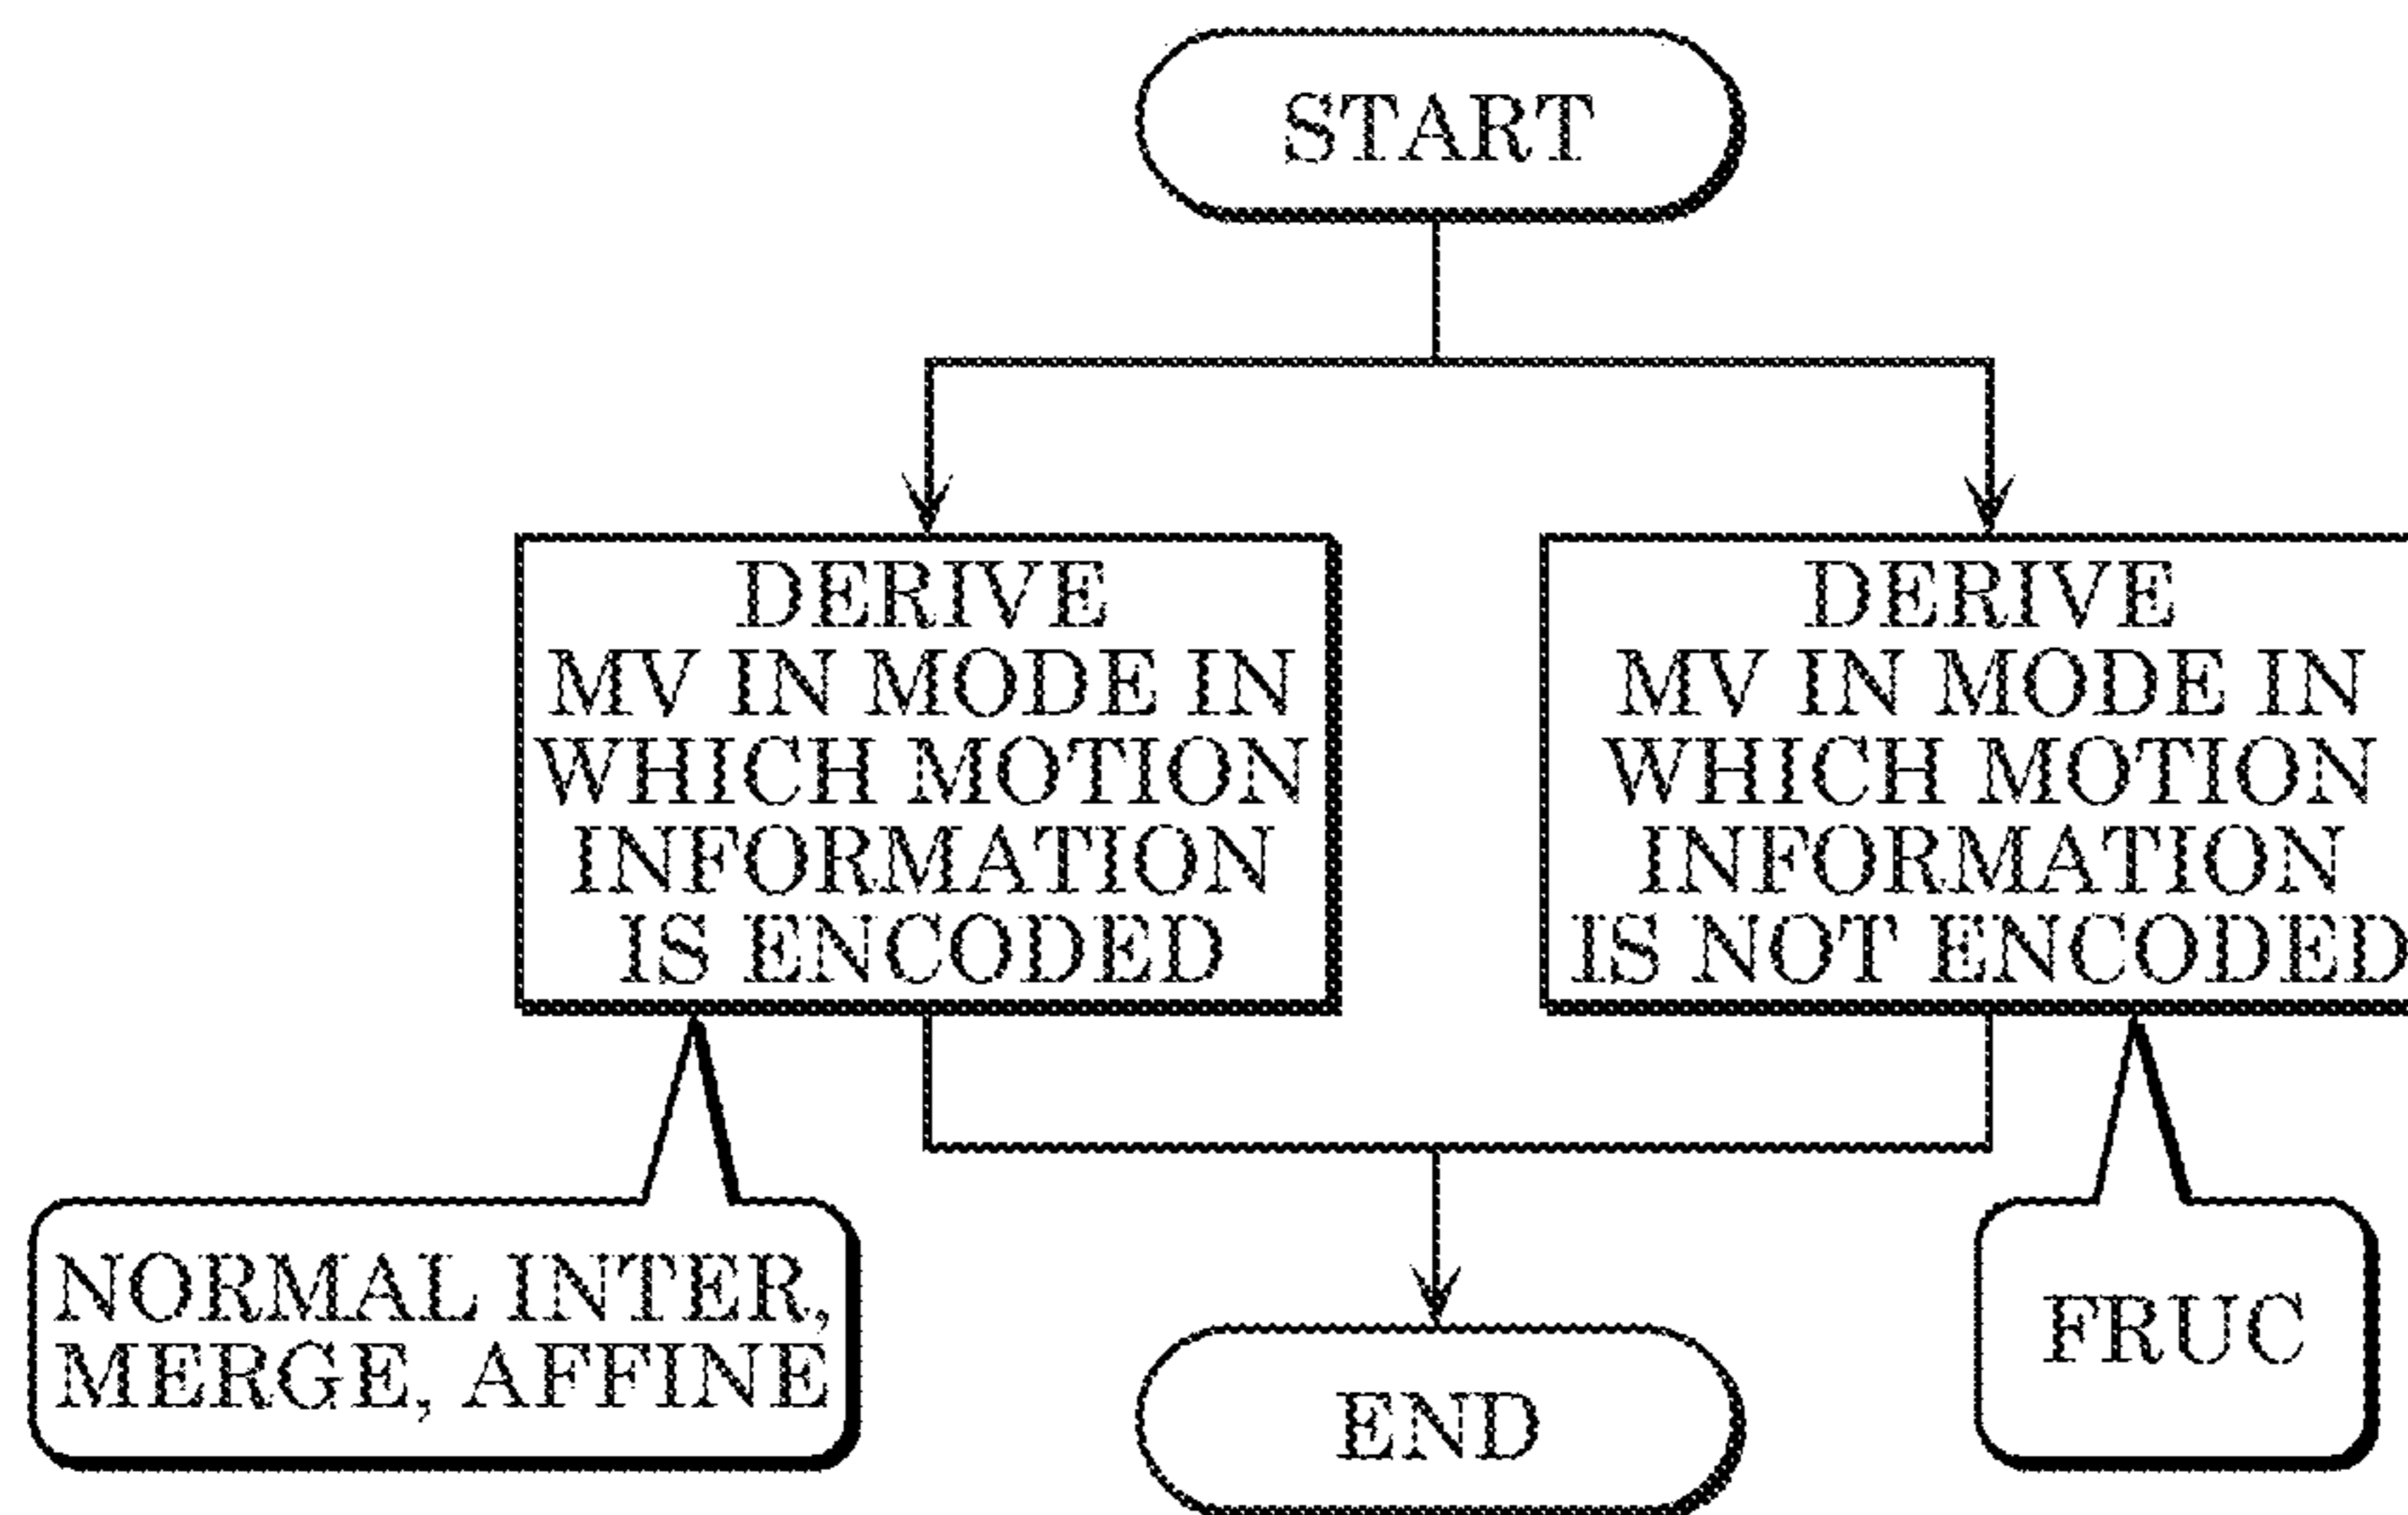 START
DERIVE
MV IN MODE IN
WHICH MOTION
INFORMATION
IS ENCODED
DERIVE
MV IN MODE IN
WHICH MOTION
INFORMATION
IS NOT ENCODED
NORMAL INTER,
MERGE, AFFINE
FRUC
END